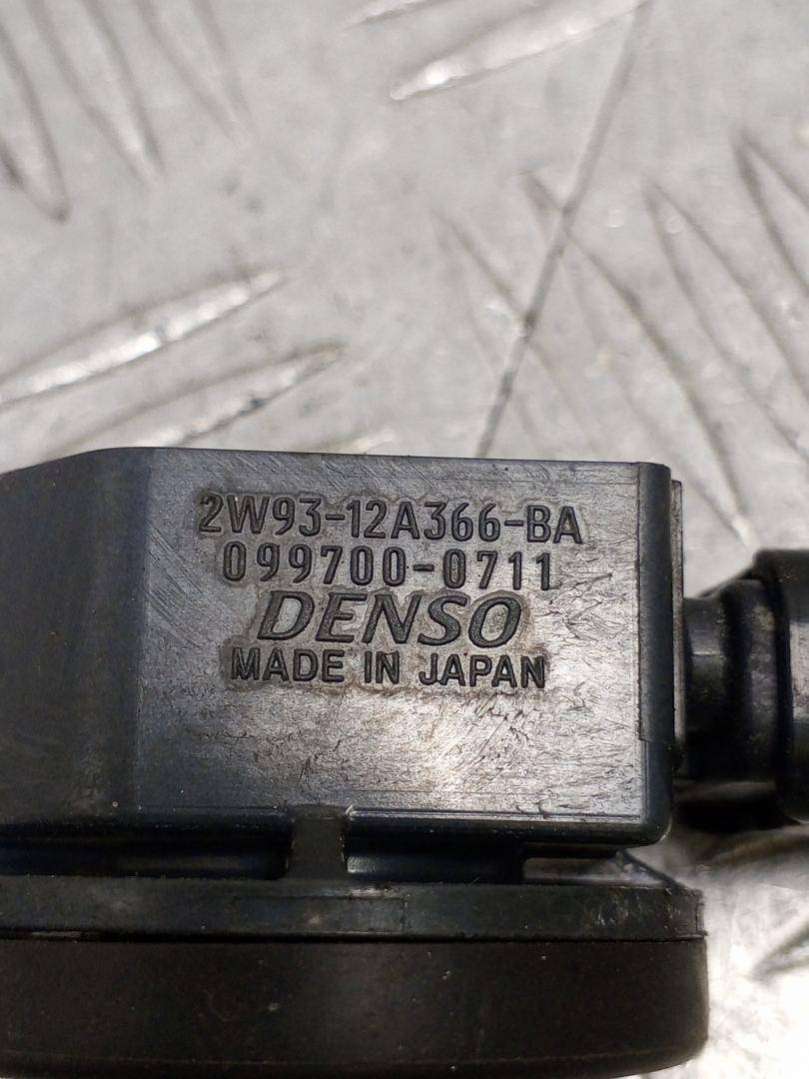 2W93-12A366-BA
099700-0711
DENSO
MADE IN JAPAN